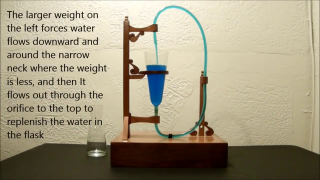 The larger weight on
the left forces water
flows downward and
around the narrow
neck where the weight
is less, and then It
flows out through the
orifice to the top to
replenish the water in
the flask